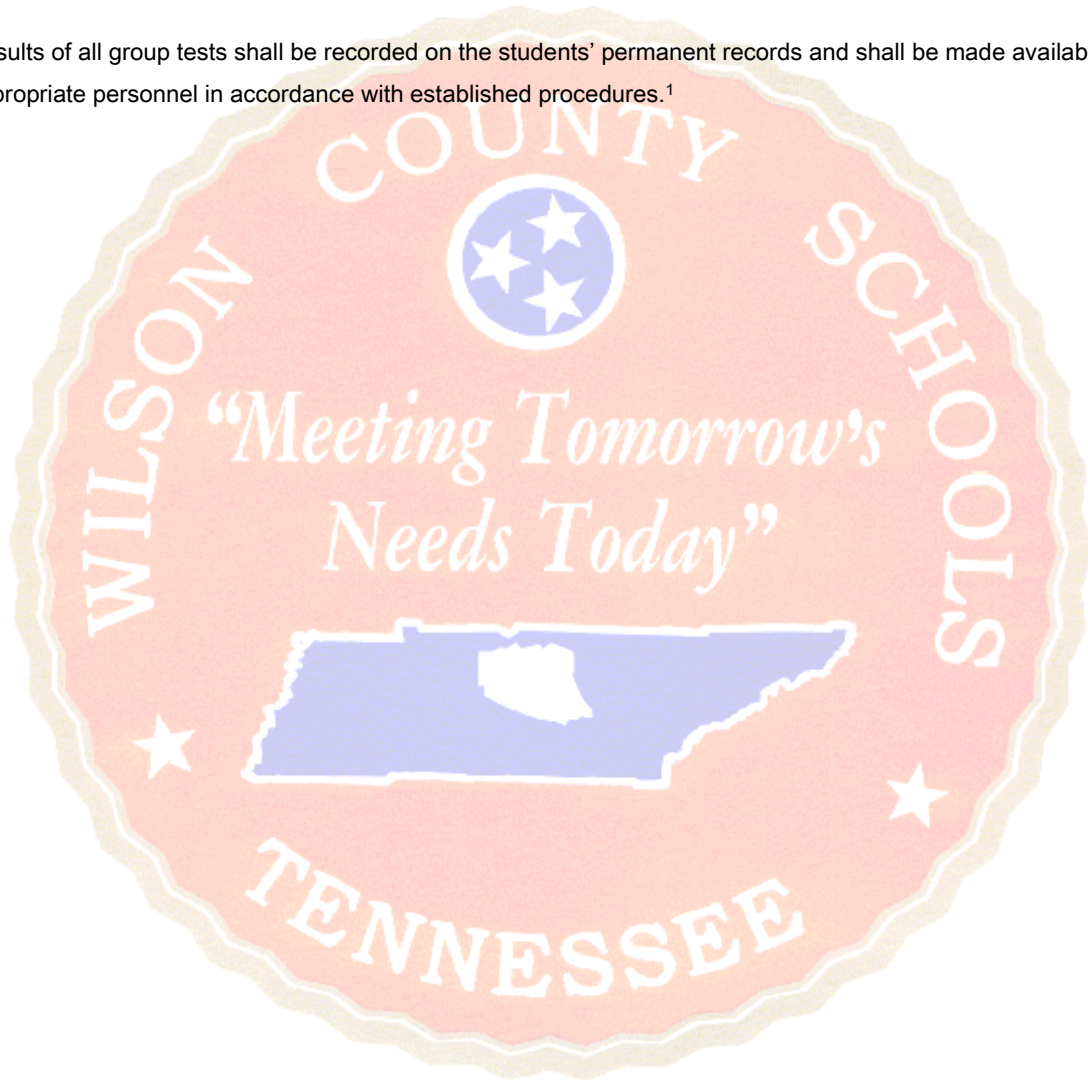 sults of all group tests shall be recorded on the students’ permanent records and shall be made availab
propriate personnel in accordance with established procedures.¹
WILSON COUNTY SCHOOLS
“Meeting Tomorrow’s
Needs Today”
TENNESSEE